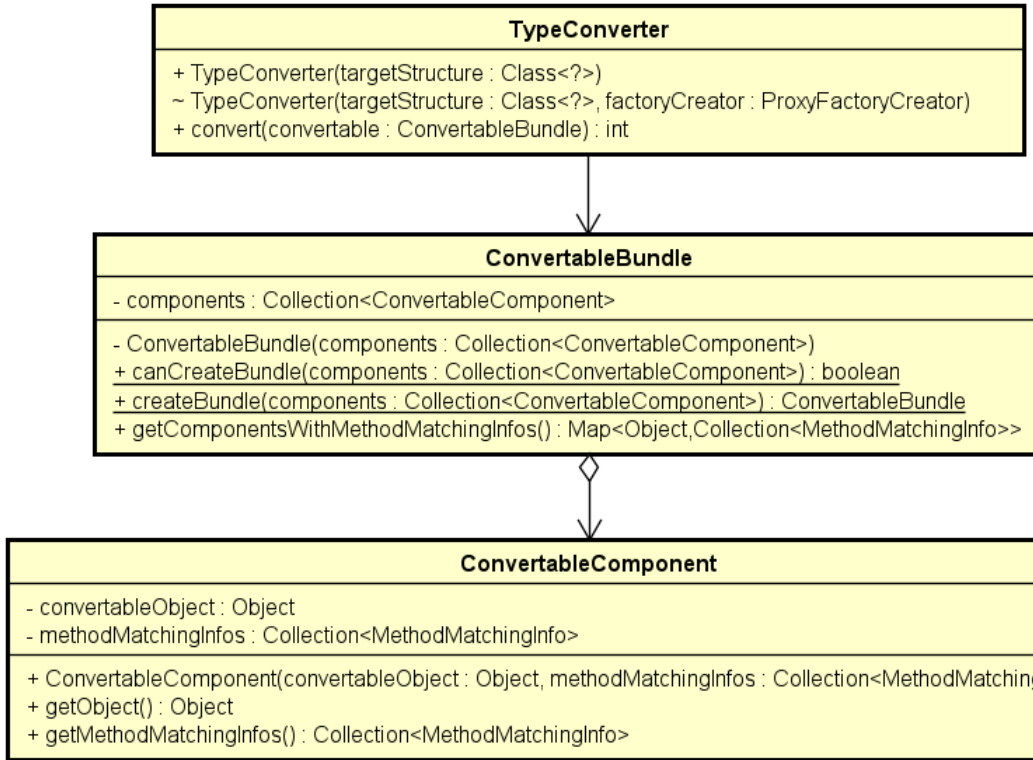 TypeConverter
+ TypeConverter(targetStructure : Class<?>)
~ TypeConverter(targetStructure : Class<?>, factoryCreator : ProxyFactoryCreator)
+ convert(convertable : ConvertableBundle) : int
ConvertableBundle
- components : Collection<ConvertableComponent>
- ConvertableBundle(components : Collection<ConvertableComponent>)
+ canCreateBundle(components : Collection<ConvertableComponent>) : boolean
+ createBundle(components : Collection<ConvertableComponent>) : ConvertableBundle
+ getComponentsWithMethodMatchingInfos() : Map<Object,Collection<MethodMatchingInfo>>
ConvertableComponent
- convertableObject : Object
- methodMatchingInfos : Collection<MethodMatchingInfo>
+ ConvertableComponent(convertableObject : Object, methodMatchingInfos : Collection<MethodMatching
+ getObject() : Object
+ getMethodMatchingInfos() : Collection<MethodMatchingInfo>